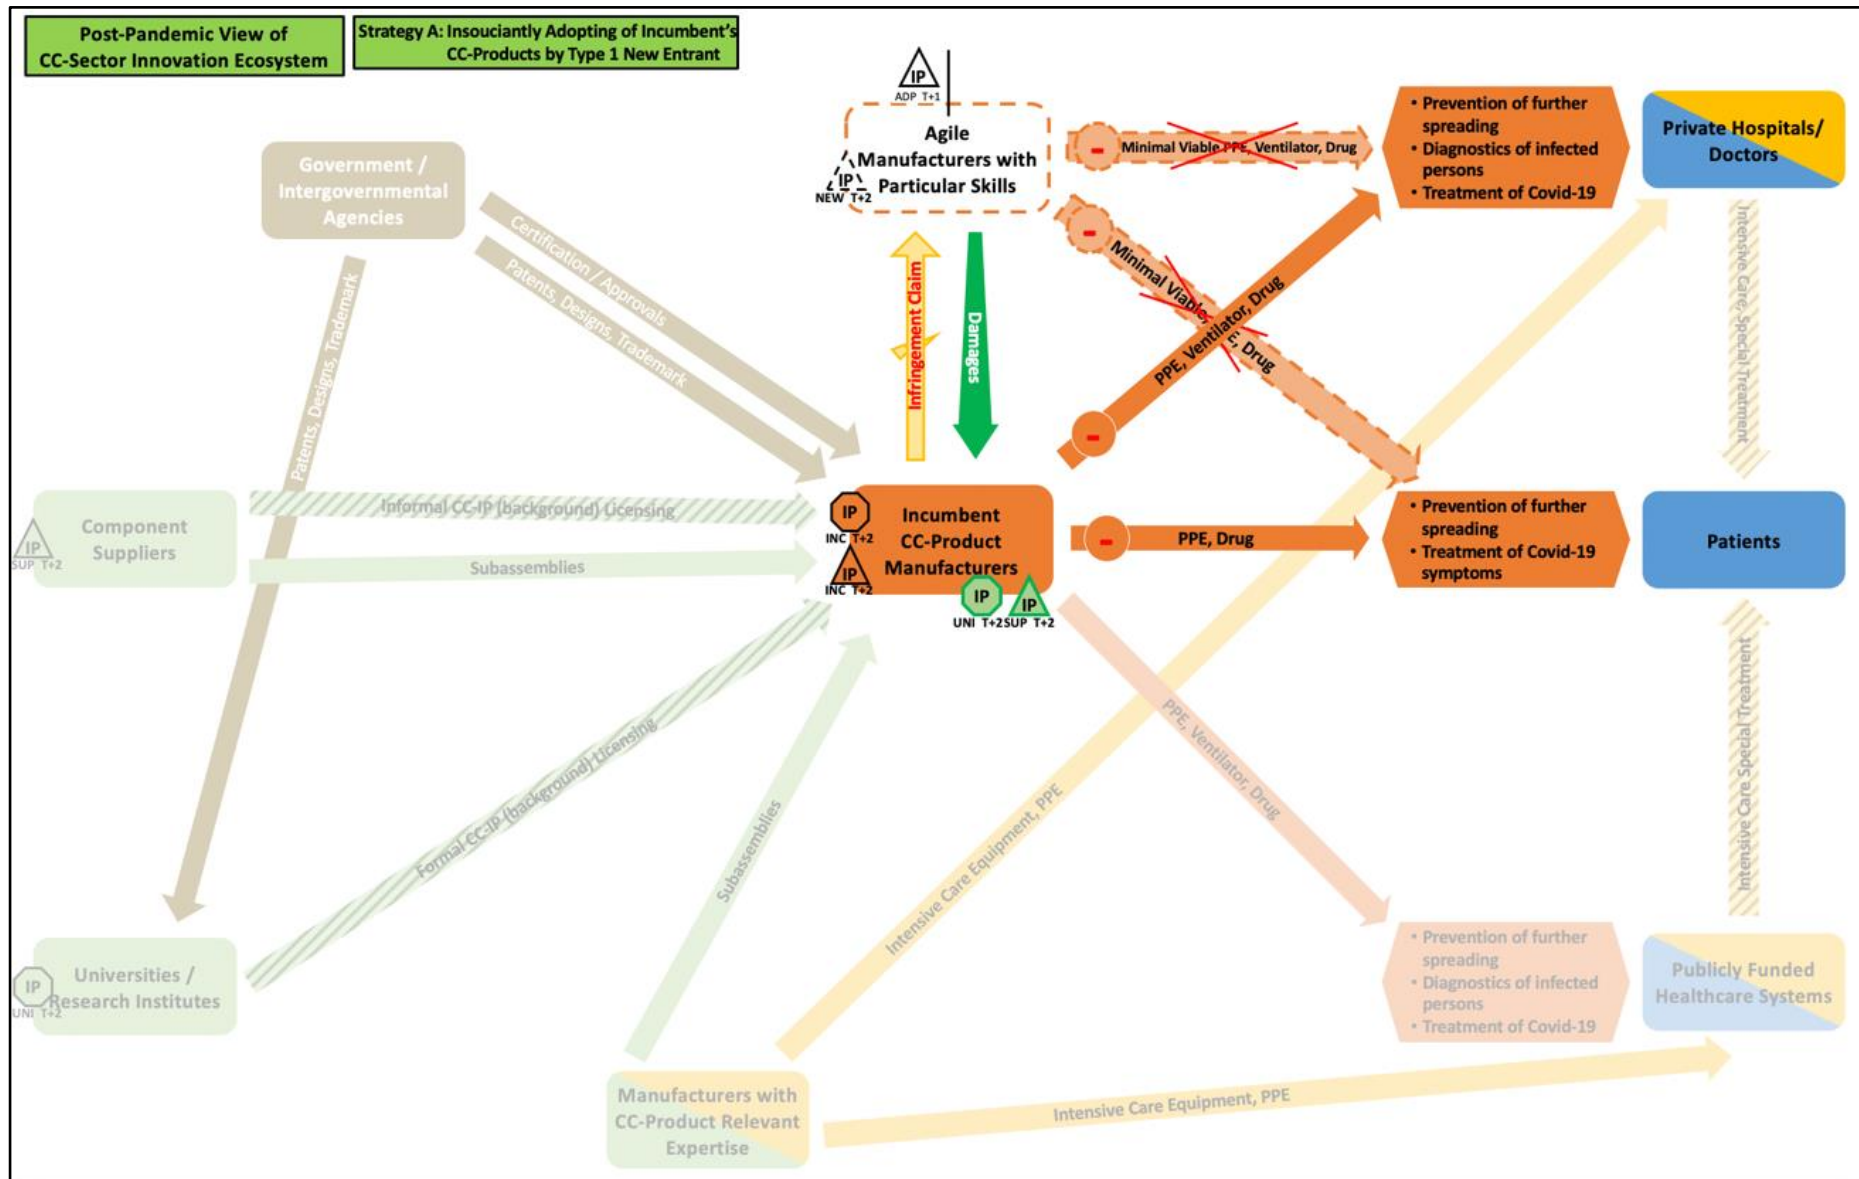 Post-Pandemic View of
CC-Sector Innovation Ecosystem
Strategy A: Insouciantly Adopting of Incumbent's
CC-Products by Type 1 New Entrant
IP
ADP T+1
Agile
Manufacturers with
Particular Skills
IP
NEW T+2
Minimal Viable PPE, Ventilator, Drug
• Prevention of further
spreading
• Diagnostics of infected
persons
• Treatment of Covid-19
Private Hospitals/
Doctors
Government /
Intergovernmental
Agencies
Certification / Approvals
Patents, Designs, Trademark
Patents, Designs, Trademark
Infringement Claim
Damages
Minimal Viable, PPE, Drug
PPE, Ventilator, Drug
Intensive Care, Special Treatment
Component
Suppliers
IP
SUP T+2
Informal CC-IP (background) Licensing
Subassemblies
IP
INC T+2
IP
INC T+2
Incumbent
CC-Product
Manufacturers
IP
UNI T+2
IP
SUP T+2
PPE, Drug
• Prevention of further
spreading
• Treatment of Covid-19
symptoms
Patients
Formal CC-IP (background) Licensing
Subassemblies
Intensive Care Equipment, PPE
PPE, Ventilator, Drug
Intensive Care Special Treatment
IP
UNI T+2
Universities /
Research Institutes
• Prevention of further
spreading
• Diagnostics of infected
persons
• Treatment of Covid-19
Publicly Funded
Healthcare Systems
Manufacturers with
CC-Product Relevant
Expertise
Intensive Care Equipment, PPE